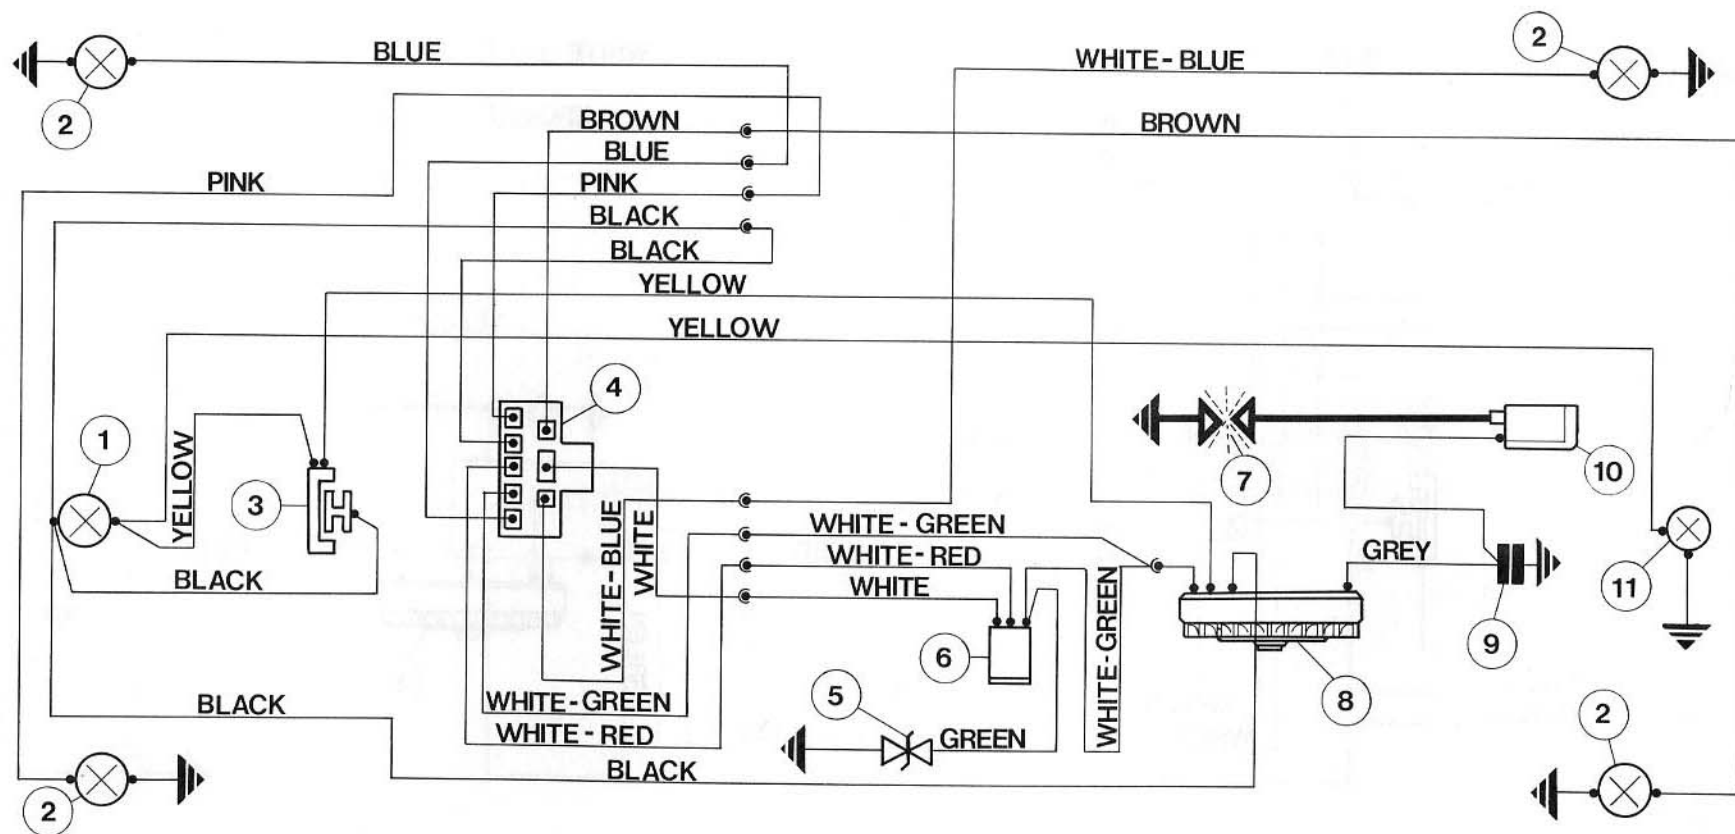 BLUE
WHITE - BLUE
2
2
BROWN
BROWN
BLUE
PINK
PINK
BLACK
BLACK
YELLOW
YELLOW
4
1
YELLOW
3
7
10
WHITE - GREEN
WHITE - BLUE
WHITE
WHITE - RED
GREY
BLACK
WHITE
11
6
9
WHITE-GREEN
5
8
2
BLACK
WHITE-GREEN
WHITE - RED
GREEN
BLACK
2